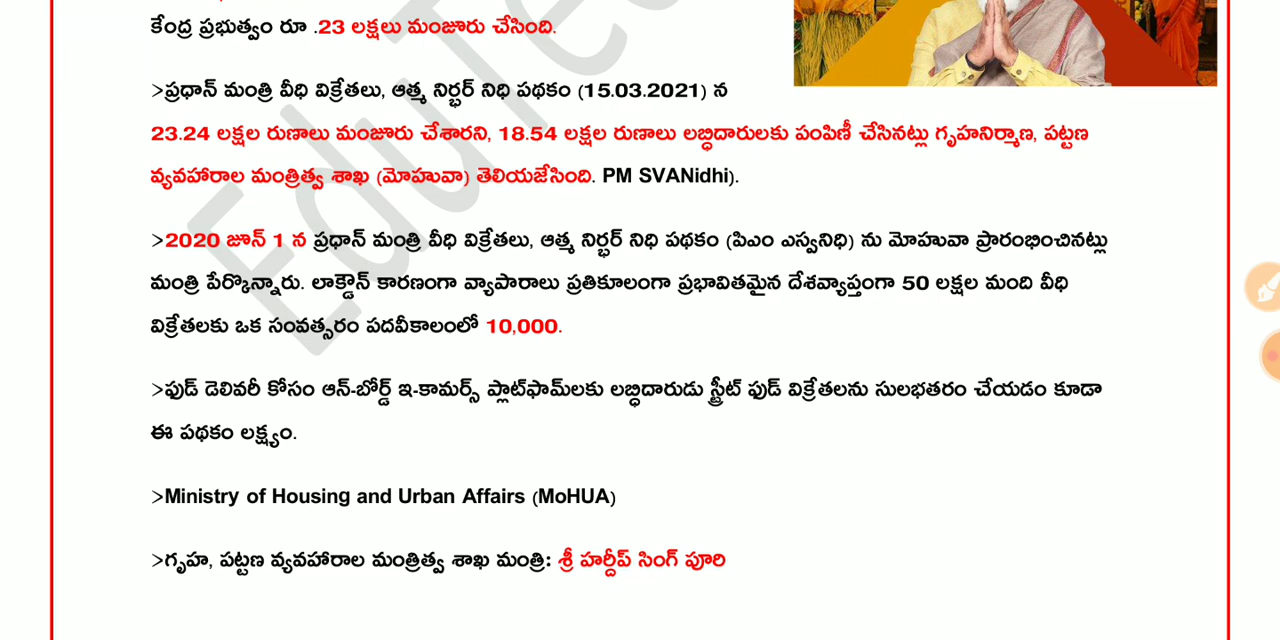 కేంద్ర ప్రభుత్వం రూ .23 లక్షలు మంజూరు చేసింది.
>ప్రధాన్ మంత్రి వీధి విక్రేతలు, ఆత్మ నిర్భర్ నిధి పథకం (15.03.2021) న
23.24 లక్షల రుణాలు మంజూరు చేశారని, 18.54 లక్షల రుణాలు లబ్ధిదారులకు పంపిణీ చేసినట్లు గృహనిర్మాణ, పట్టణ
వ్యవహారాల మంత్రిత్వ శాఖ (మోహువా) తెలియజేసింది. PM SVANidhi).
>2020 జూన్ 1 న ప్రధాన్ మంత్రి వీధి విక్రేతలు, ఆత్మ నిర్భర్ నిధి పథకం (పిఎం ఎస్వనిధి) ను మోహువా ప్రారంభించినట్లు
మంత్రి పేర్కొన్నారు. లాక్డౌన్ కారణంగా వ్యాపారాలు ప్రతికూలంగా ప్రభావితమైన దేశవ్యాప్తంగా 50 లక్షల మంది వీధి
విక్రేతలకు ఒక సంవత్సరం పదవీకాలంలో 10,000.
>ఫుడ్ డెలివరీ కోసం ఆన్-బోర్డ్ ఇ-కామర్స్ ప్లాట్‌ఫామ్‌లకు లబ్ధిదారుడు స్ట్రీట్ ఫుడ్ విక్రేతలను సులభతరం చేయడం కూడా
ఈ పథకం లక్ష్యం.
>Ministry of Housing and Urban Affairs (MoHUA)
>గృహ, పట్టణ వ్యవహారాల మంత్రిత్వ శాఖ మంత్రి: శ్రీ హర్దీప్ సింగ్ పూరి